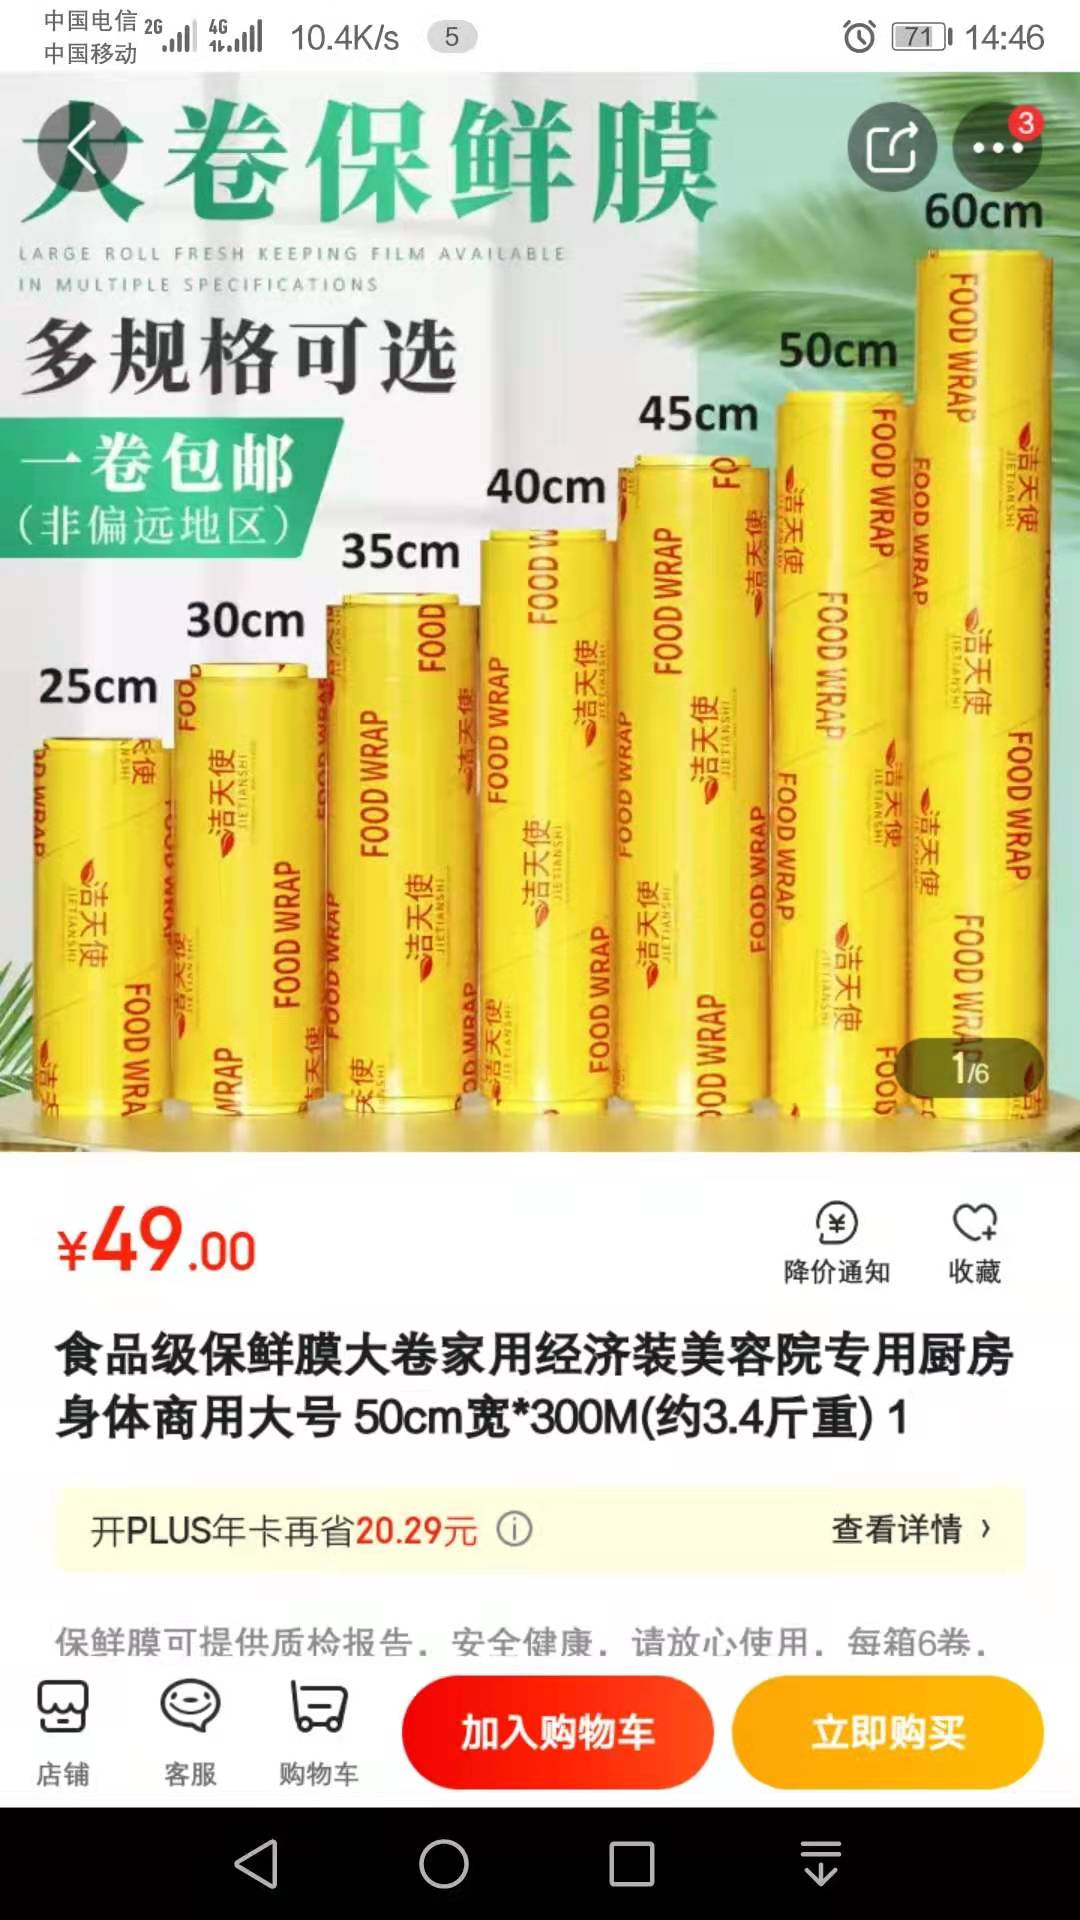 中国电信 2G 4G 10.4K/s 5 71 14:46
中国移动
3
大卷保鲜膜
LARGE ROLL FRESH KEEPING FILM AVAILABLE
IN MULTIPLE SPECIFICATIONS
多规格可选
一卷包邮
(非偏远地区)
25cm
30cm
35cm
40cm
45cm
50cm
60cm
FOOD WRAP
洁天使
JIETIANSHI
1/6
¥49.00
降价通知
收藏
食品级保鲜膜大卷家用经济装美容院专用厨房
身体商用大号 50cm宽*300M(约3.4斤重) 1
开PLUS年卡再省20.29元
查看详情 ›
保鲜膜可提供质检报告，安全健康，请放心使用，每箱6卷，
店铺
客服
购物车
加入购物车
立即购买